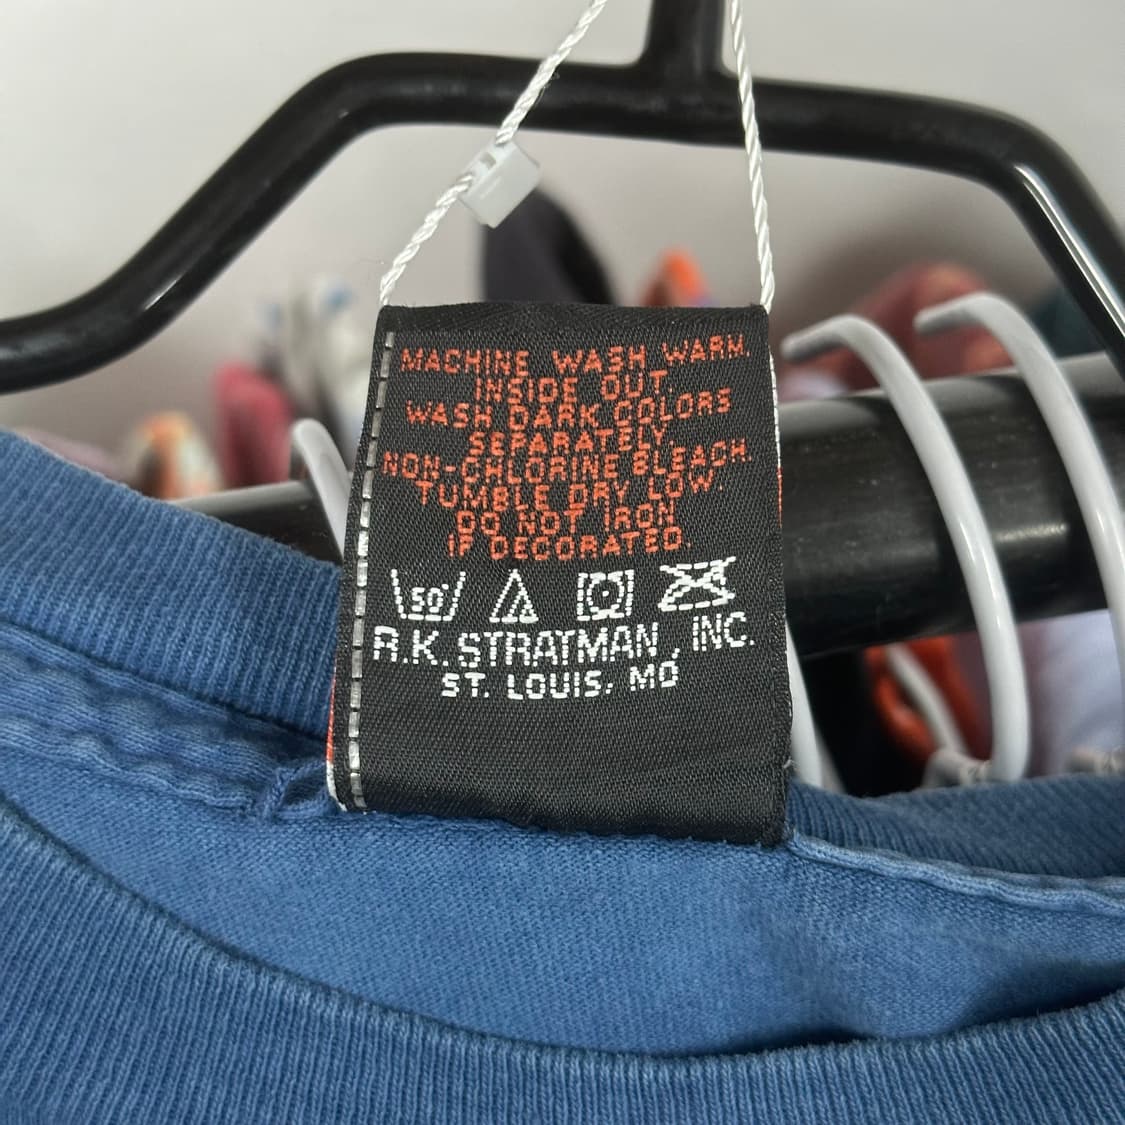 MACHINE WASH WARM.
INSIDE OUT.
WASH DARK COLORS
SEPARATELY.
NON-CHLORINE BLEACH
TUMBLE DRY LOW.
DO NOT IRON
IF DECORATED.
50°
R.K. STRATMAN, INC.
ST. LOUIS, MO